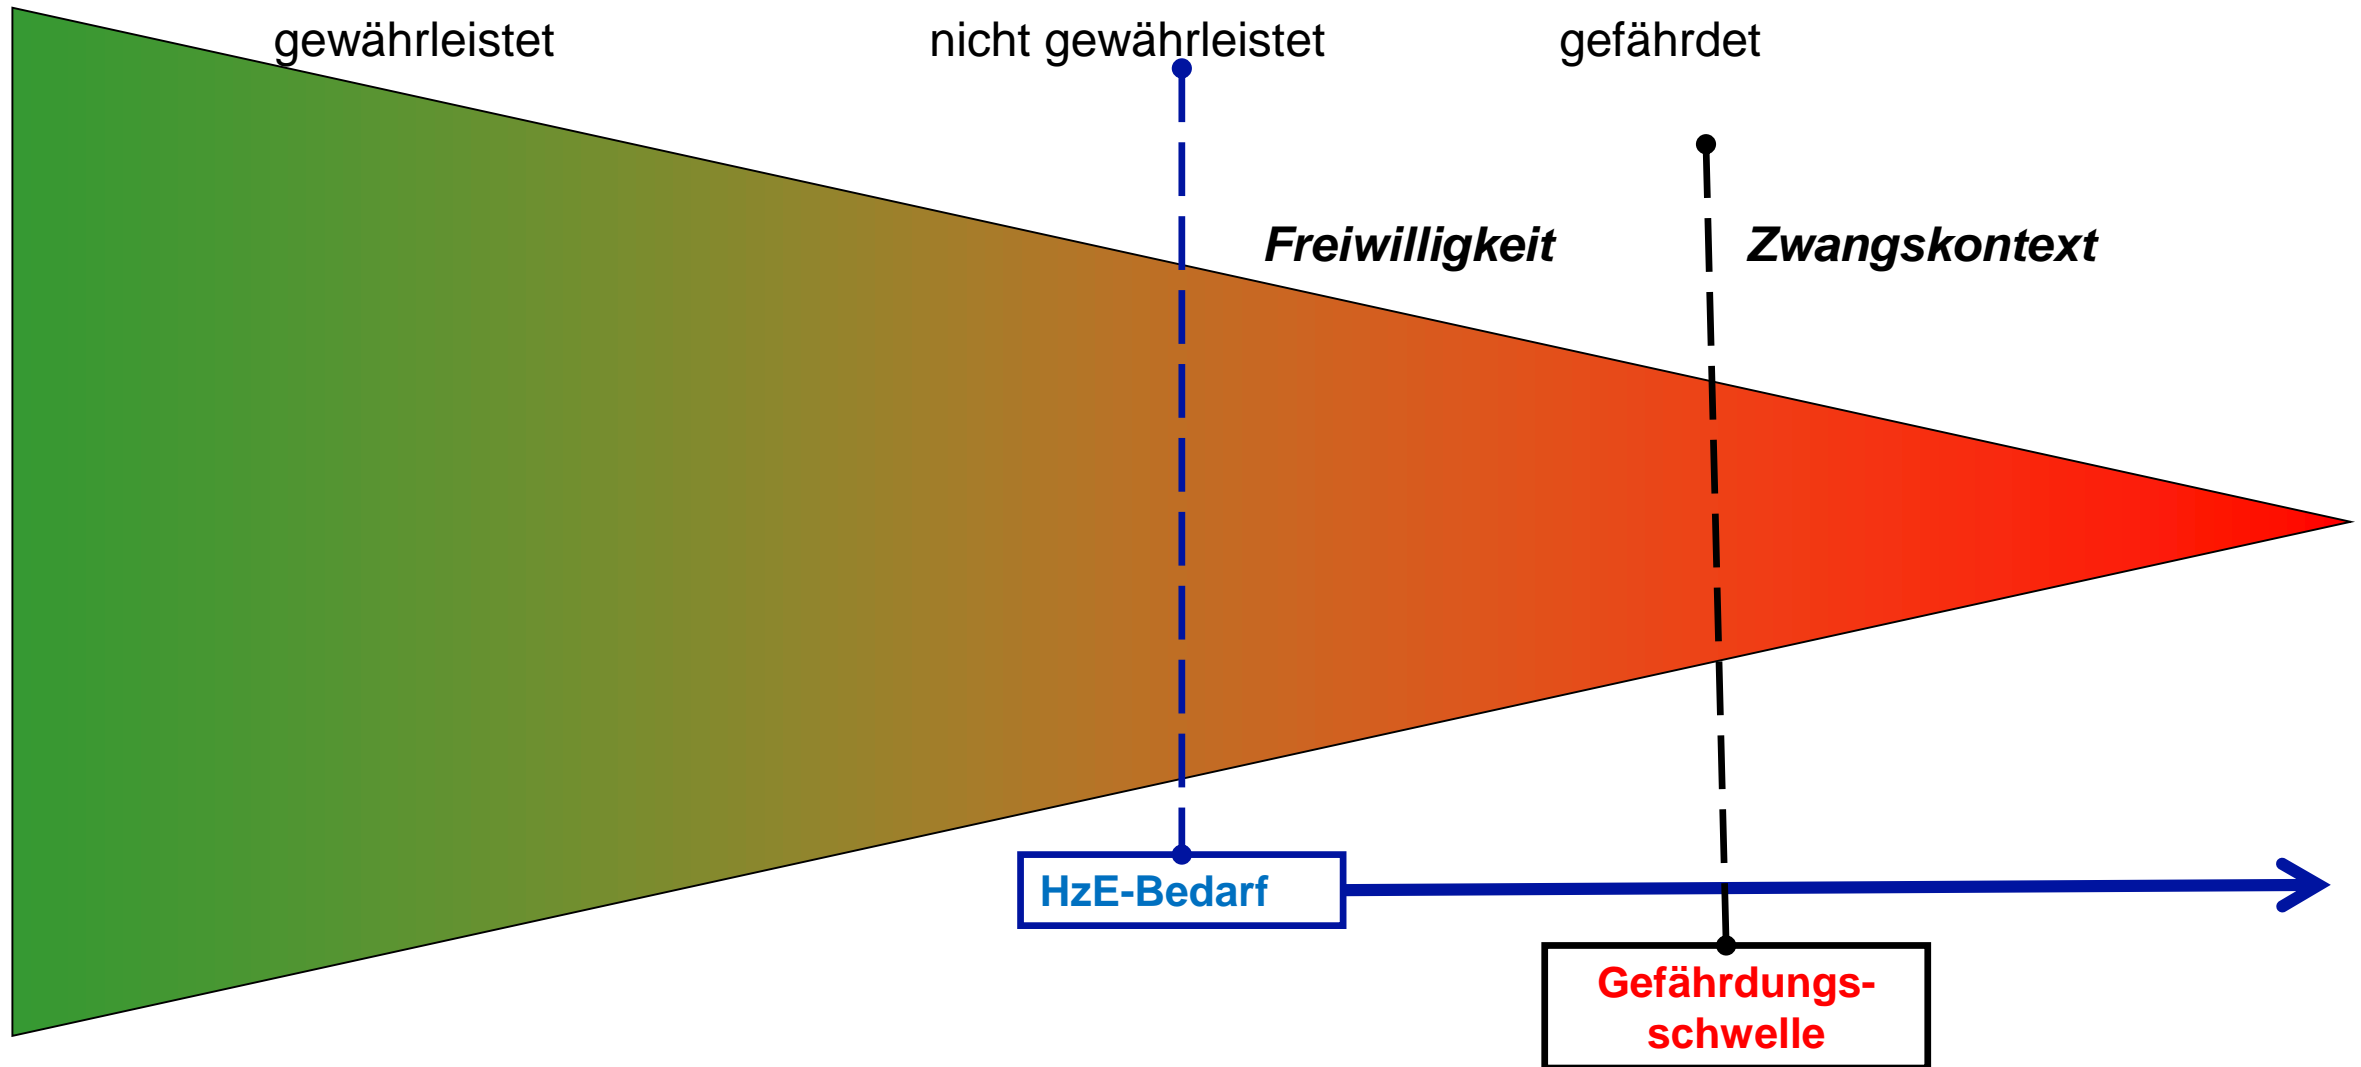 gewährleistet
nicht gewährleistet
gefährdet
Freiwilligkeit
Zwangskontext
HzE-Bedarf
Gefährdungs-
schwelle